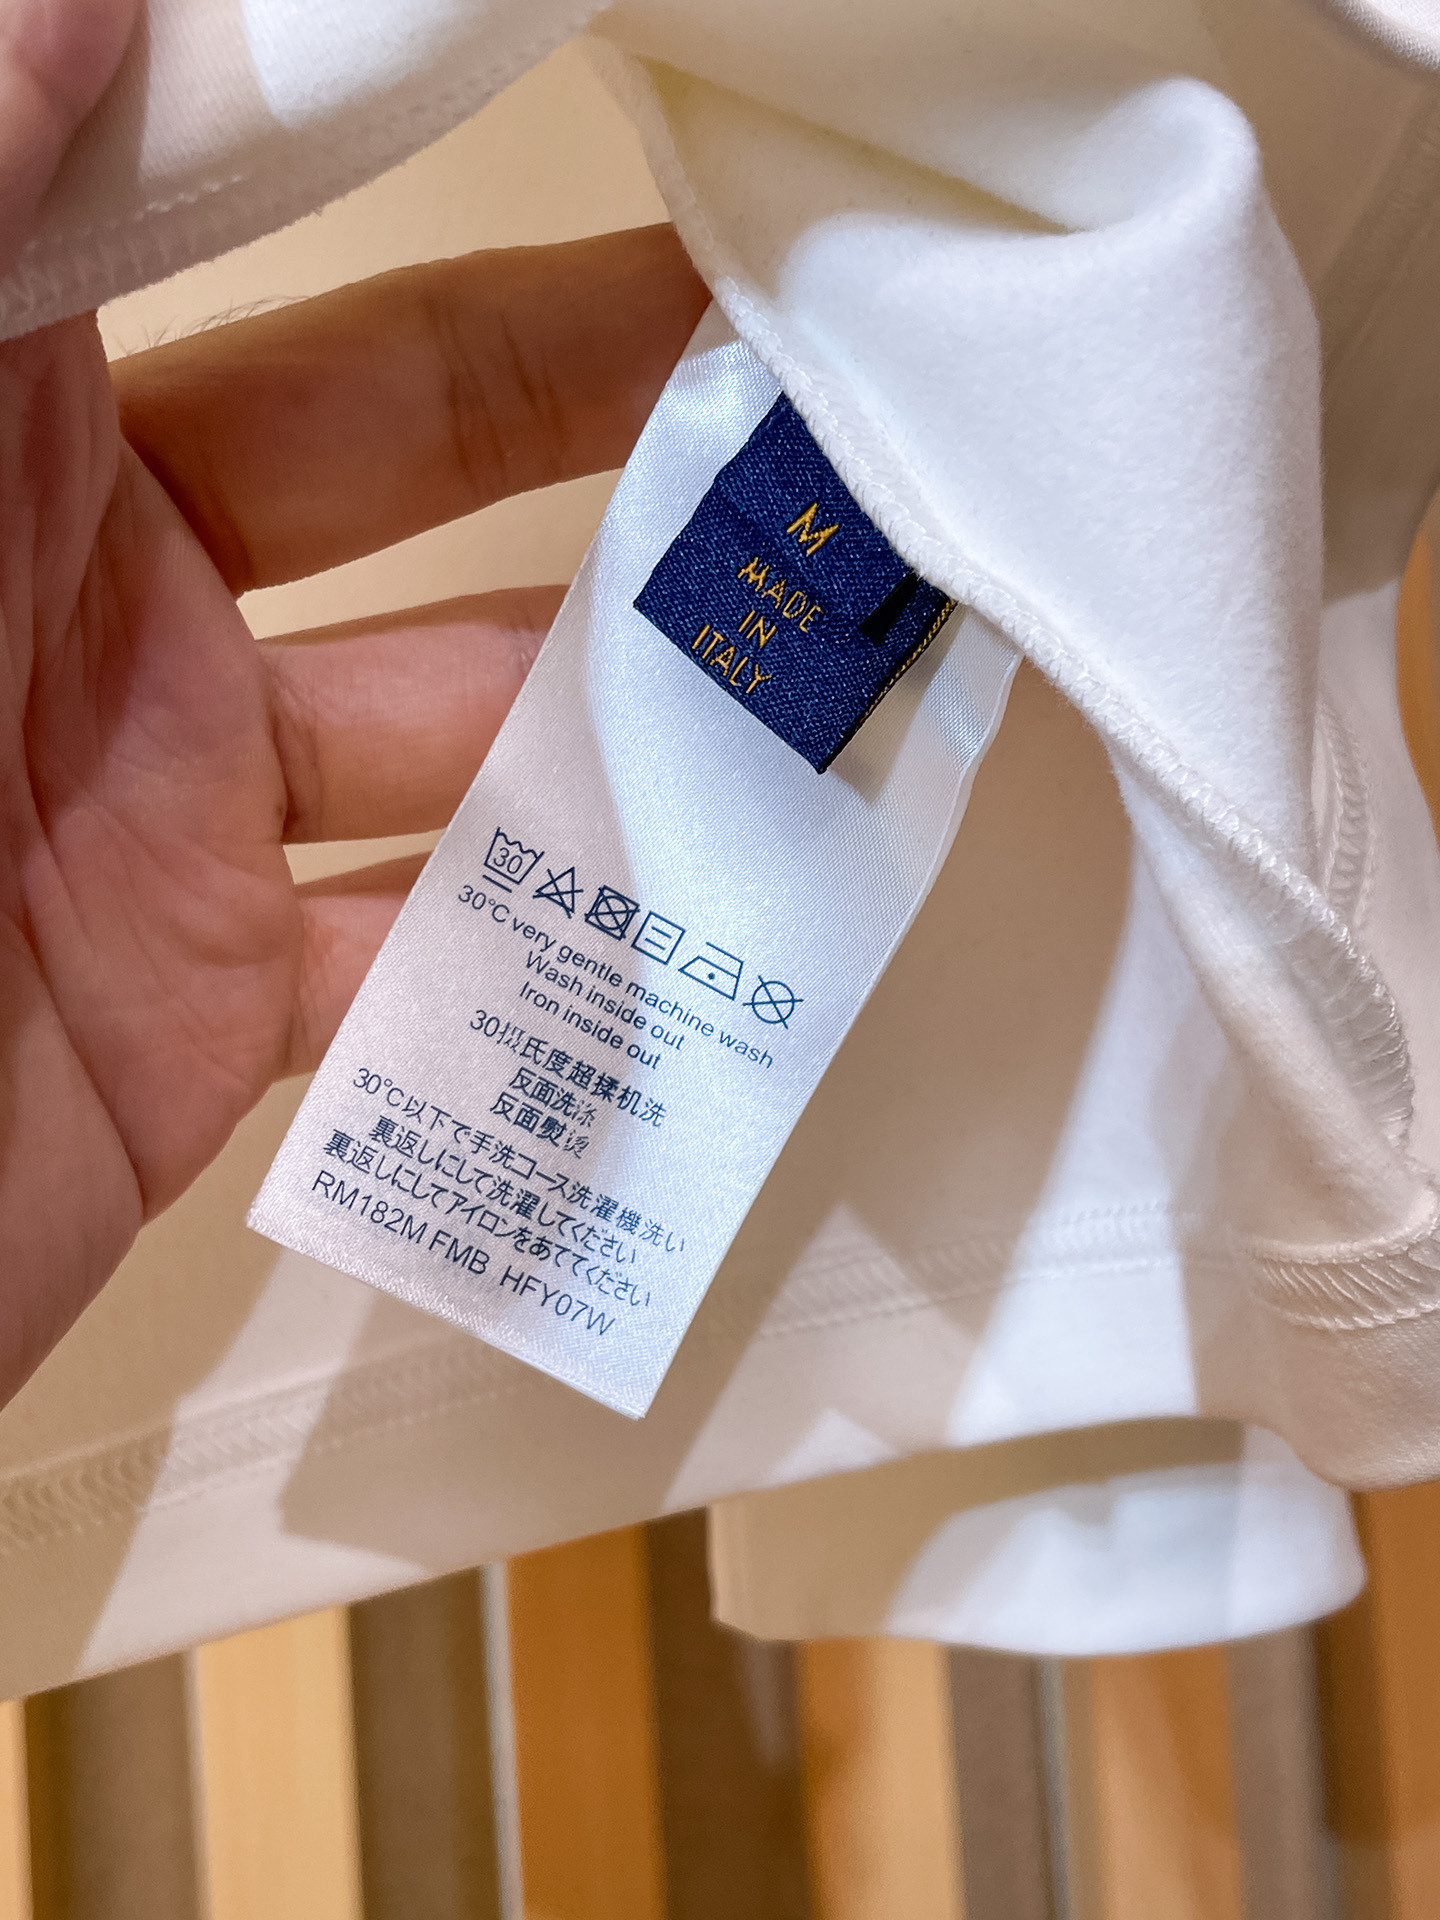 M
MADE
IN
ITALY
30
30°C very gentle machine wash
Wash inside out
Iron inside out
30摄氏度超揉机洗
反面洗涤
反面熨烫
30°C以下で手洗コース洗濯機洗い
裏返しにして洗濯してください
裏返しにしてアイロンをあててください
RM182M FMB HFY07W